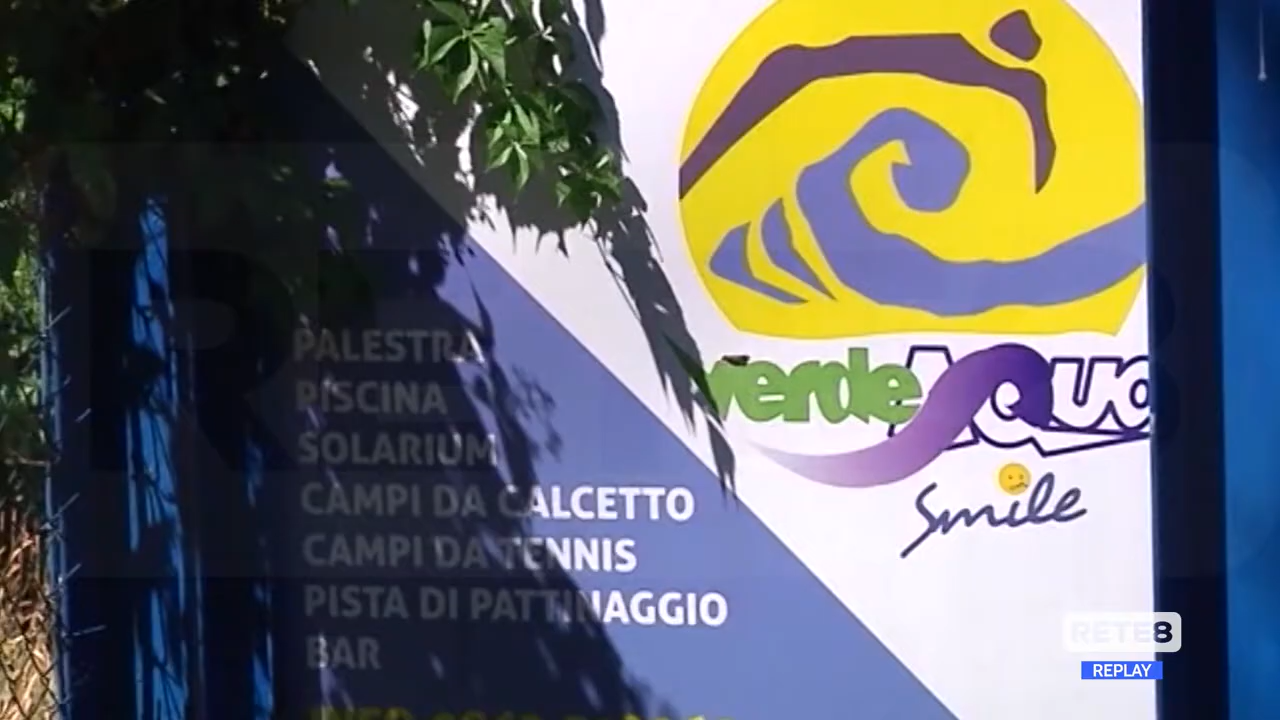 verdeAqua
Smile
PALESTRA
PISCINA
SOLARIUM
CAMPI DA CALCETTO
CAMPI DA TENNIS
PISTA DI PATTINAGGIO
BAR
RETE8
REPLAY